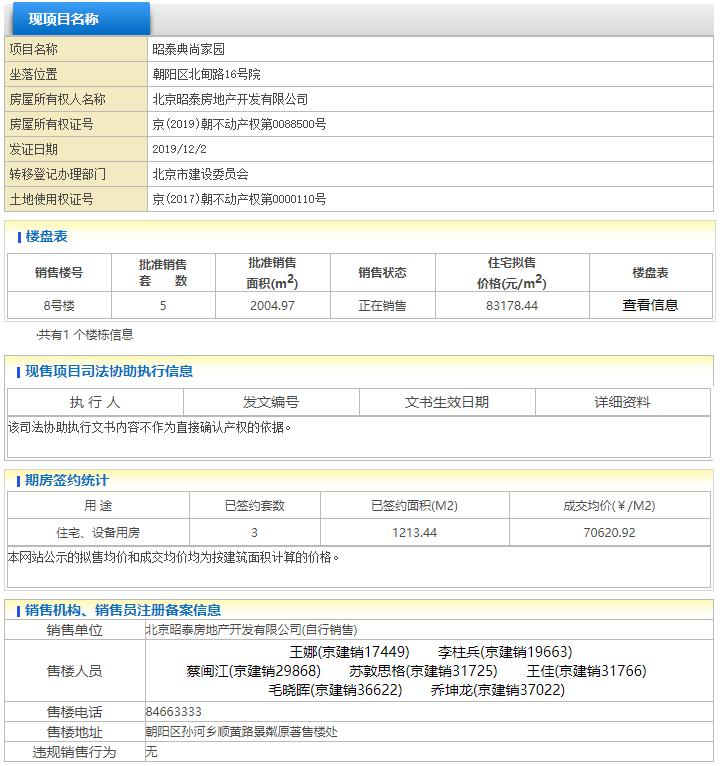 现项目名称
项目名称 昭泰典尚家园
坐落位置 朝阳区北甸路16号院
房屋所有权人名称 北京昭泰房地产开发有限公司
房屋所有权证号 京(2019)朝不动产权第0088500号
发证日期 2019/12/2
转移登记办理部门 北京市建设委员会
土地使用权证号 京(2017)朝不动产权第0000110号
楼盘表
销售楼号 批准销售套 数 批准销售面积(m2) 销售状态 住宅拟售价格(元/m2) 楼盘表
8号楼 5 2004.97 正在销售 83178.44 查看信息
·共有1 个楼栋信息
现售项目司法协助执行信息
执 行 人 发文编号 文书生效日期 详细资料
该司法协助执行文书内容不作为直接确认产权的依据。
期房签约统计
用 途 已签约套数 已签约面积(M2) 成交均价(￥/M2)
住宅、设备用房 3 1213.44 70620.92
本网站公示的拟售均价和成交均价均为按建筑面积计算的价格。
销售机构、销售员注册备案信息
销售单位 北京昭泰房地产开发有限公司(自行销售)
售楼人员 王娜(京建销17449) 李柱兵(京建销19663)
蔡闽江(京建销29868) 苏敦思格(京建销31725) 王佳(京建销31766)
毛晓晖(京建销36622) 乔坤龙(京建销37022)
售楼电话 84663333
售楼地址 朝阳区孙河乡顺黄路景粼原著售楼处
违规销售行为 无